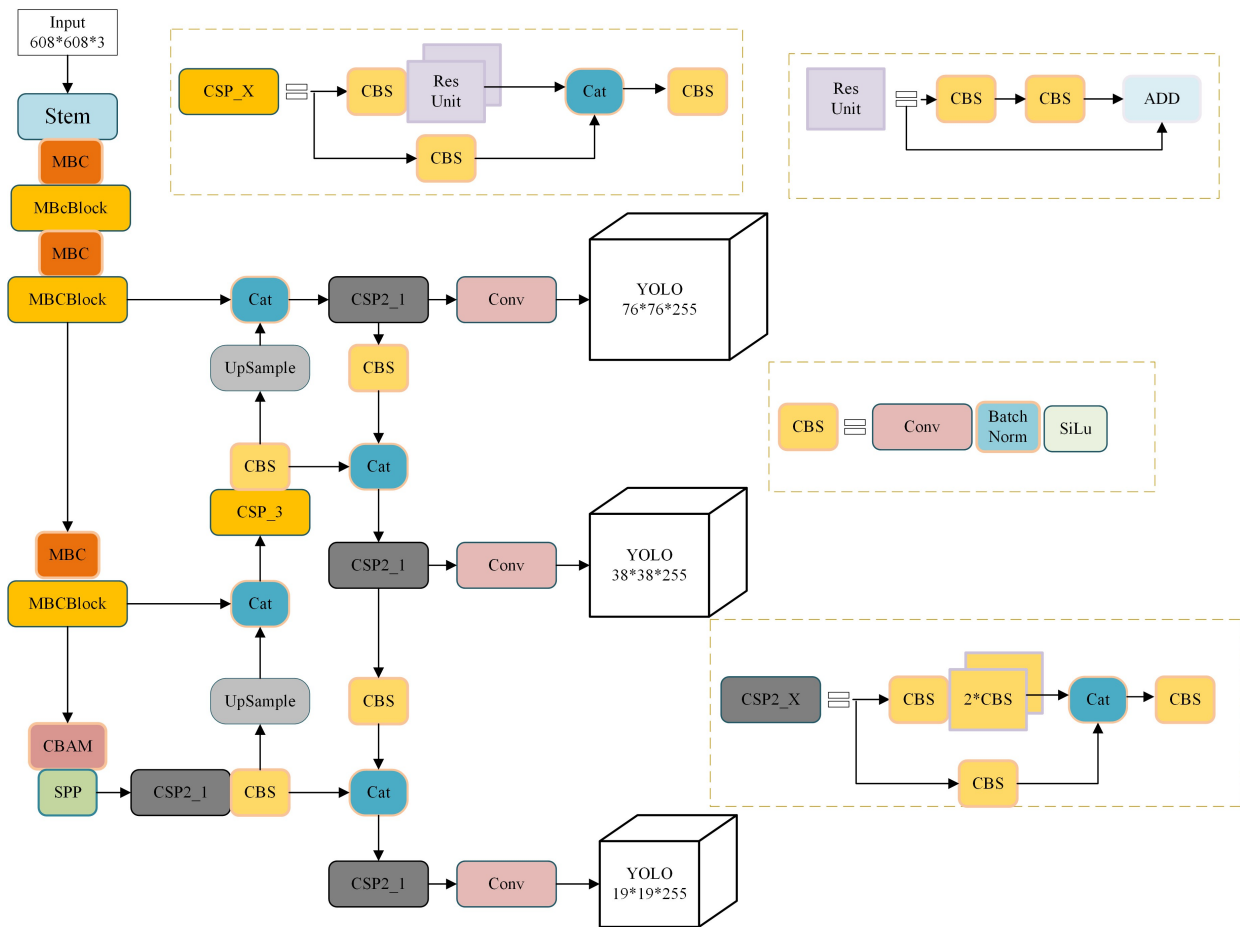 Input
608*608*3
Stem
MBC
MBcBlock
MBC
MBCBlock
MBC
MBCBlock
CBAM
SPP
CSP2_1
CBS
UpSample
Cat
CSP_3
CBS
UpSample
Cat
CSP2_1
Conv
YOLO
76*76*255
CBS
Cat
CSP2_1
Conv
YOLO
38*38*255
CBS
Cat
CSP2_1
Conv
YOLO
19*19*255
CSP_X
CBS
Res
Unit
Cat
CBS
CBS
Res
Unit
CBS
CBS
ADD
CBS
Conv
Batch
Norm
SiLu
CSP2_X
CBS
2*CBS
Cat
CBS
CBS